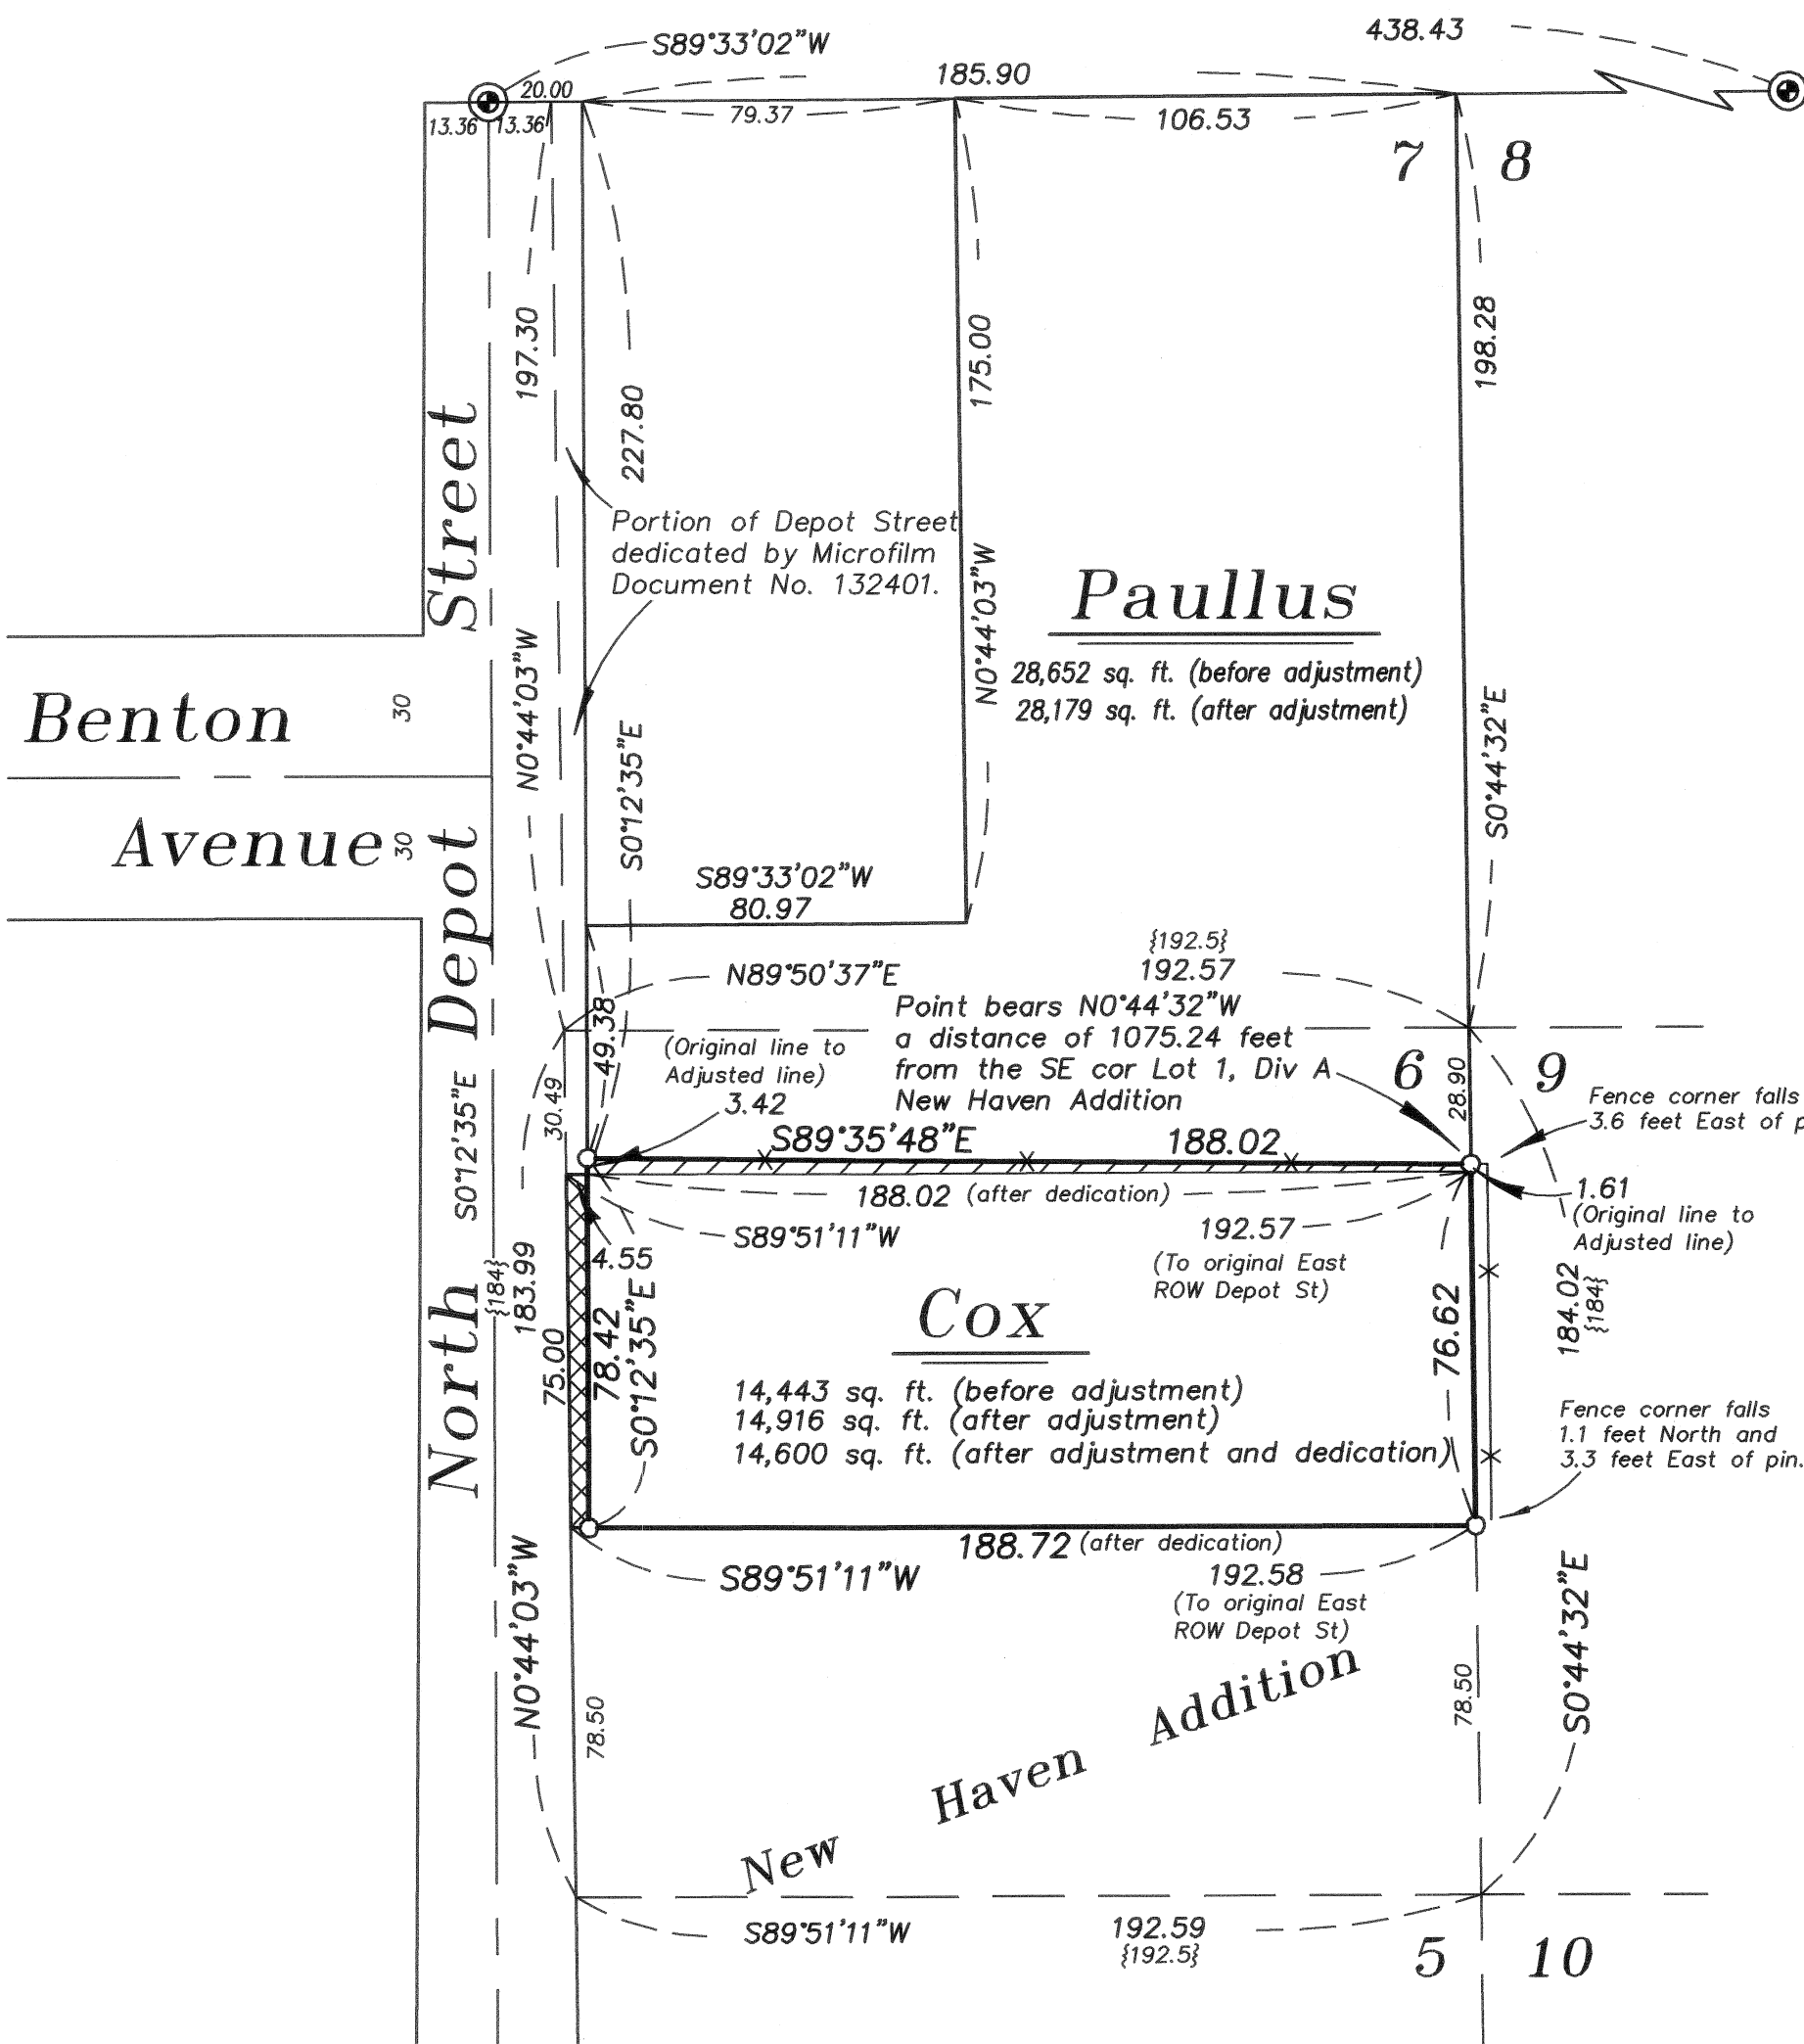 S89°33'02"W
438.43
20.00
185.90
13.36
13.36
79.37
106.53
7
8
197.30
227.80
175.00
198.28
Street
Portion of Depot Street
dedicated by Microfilm
Document No. 132401.
N0°44'03"W
N0°44'03"W
Paullus
28,652 sq. ft. (before adjustment)
28,179 sq. ft. (after adjustment)
S0°44'32"E
Benton
30
S0°12'35"E
Avenue
30
Depot
S89°33'02"W
80.97
{192.5}
192.57
N89°50'37"E
49.38
Point bears N0°44'32"W
a distance of 1075.24 feet
from the SE cor Lot 1, Div A
New Haven Addition
(Original line to
Adjusted line)
3.42
30.49
S0°12'35"E
6
9
28.90
Fence corner falls
3.6 feet East of p
S89°35'48"E
188.02
188.02 (after dedication)
1.61
(Original line to
Adjusted line)
S89°51'11"W
192.57
(To original East
ROW Depot St)
4.55
{184}
183.99
75.00
78.42
S0°12'35"E
76.62
184.02
{184}
North
Cox
14,443 sq. ft. (before adjustment)
14,916 sq. ft. (after adjustment)
14,600 sq. ft. (after adjustment and dedication)
Fence corner falls
1.1 feet North and
3.3 feet East of pin.
188.72 (after dedication)
S89°51'11"W
192.58
(To original East
ROW Depot St)
N0°44'03"W
S0°44'32"E
78.50
78.50
New Haven Addition
S89°51'11"W
192.59
{192.5}
5
10